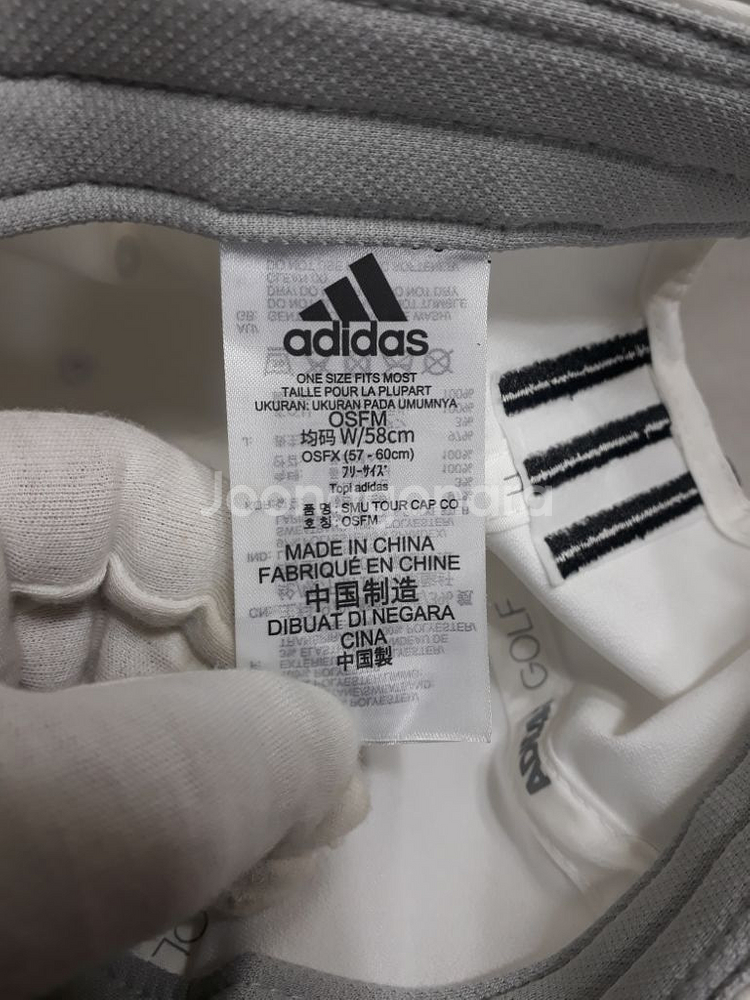 adidas
ONE SIZE FITS MOST
TAILLE POUR LA PLUPART
UKURAN: UKURAN PADA UMUMNYA
OSFM
均码 W/58cm
OSFX (57 - 60cm)
フリーサイズ
Topi adidas
품 명 : SMU TOUR CAP CO
호 칭 : OSFM
MADE IN CHINA
FABRIQUÉ EN CHINE
中国制造
DIBUAT DI NEGARA
CINA
中国製
GOLF
Joonggonara